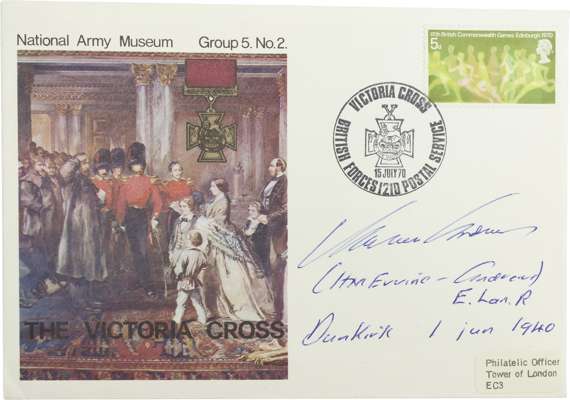 National Army Museum Group 5. No.2.
9th British Commonwealth Games Edinburgh 1970
5d
VICTORIA CROSS
15 JULY 70
BRITISH FORCES 1210 POSTAL SERVICE
(HM Ervine-Andrews)
E. Lan. R
Dunkirk 1 Jun 1940
THE VICTORIA CROSS
Philatelic Officer
Tower of London
EC3